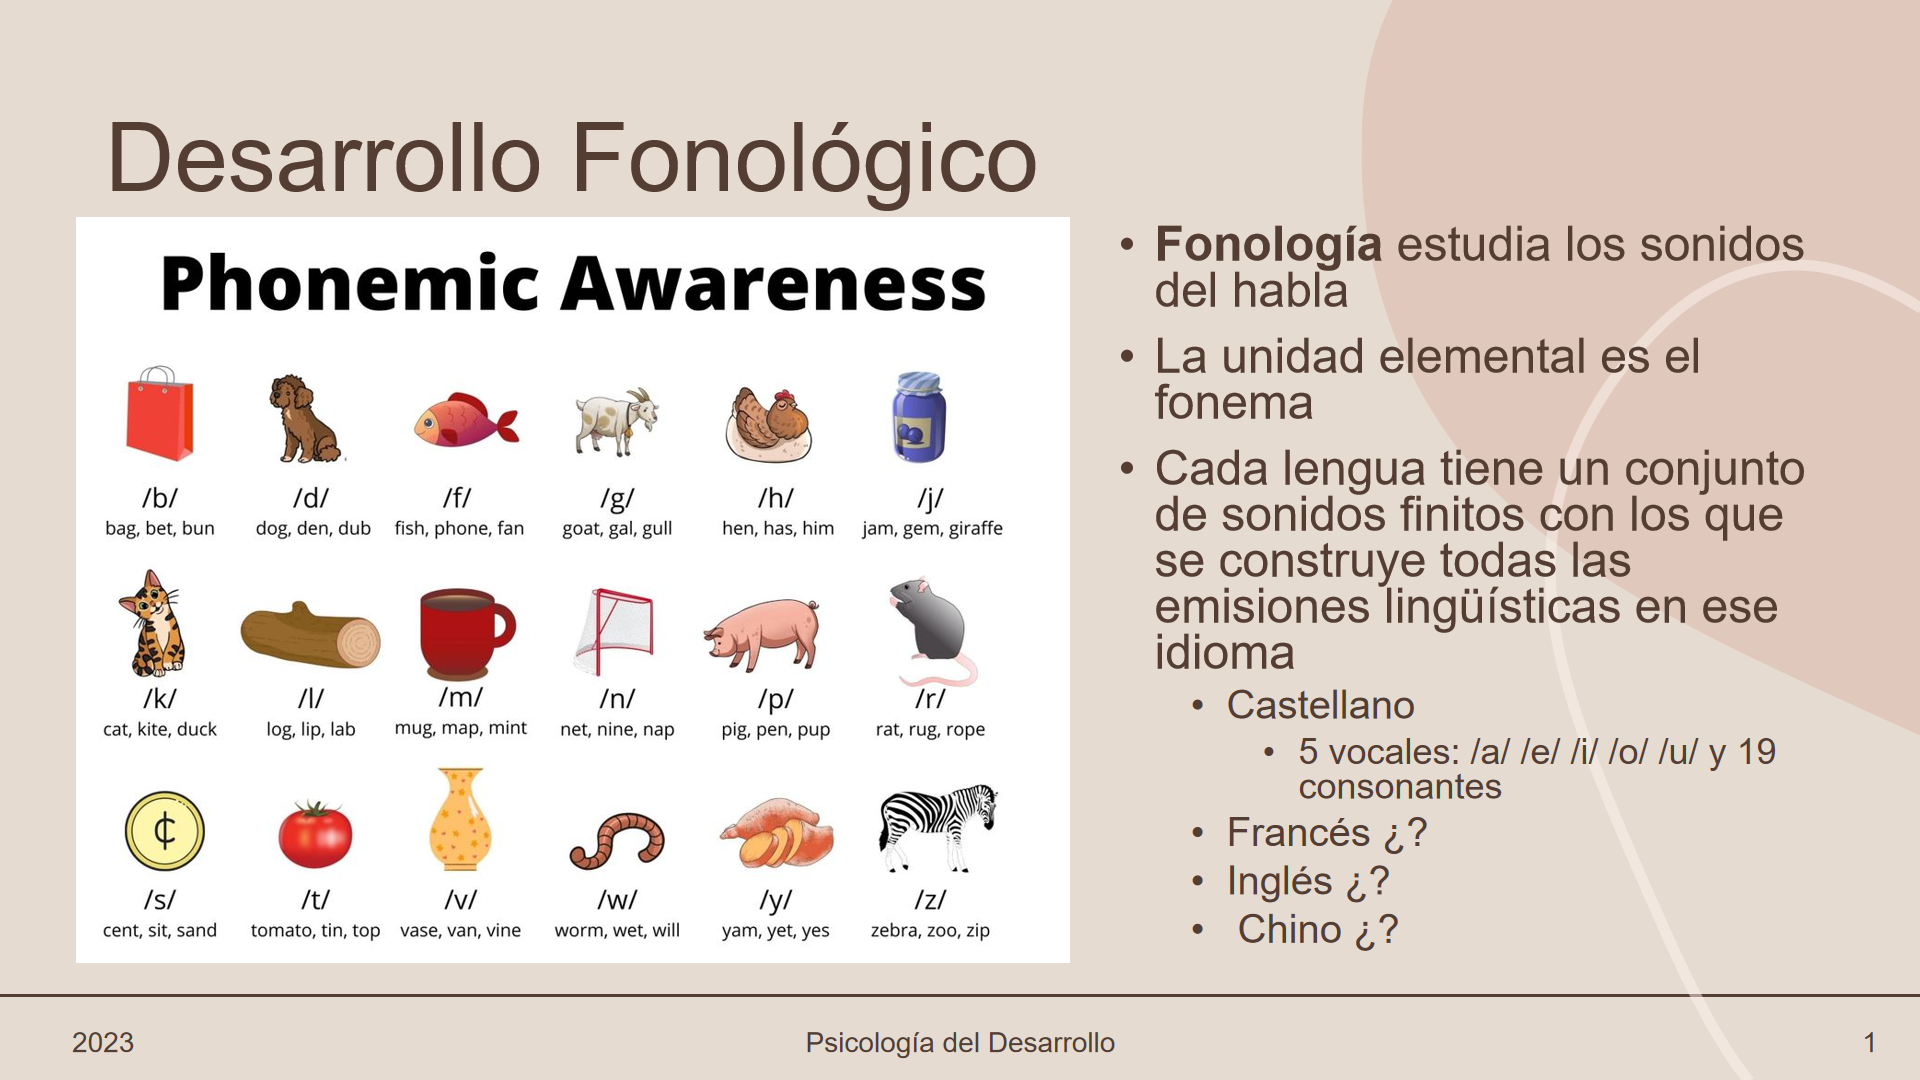 Desarrollo Fonológico
Phonemic Awareness
/b/ /d/ /f/ /g/ /h/ /j/
bag, bet, bun dog, den, dub fish, phone, fan goat, gal, gull hen, has, him jam, gem, giraffe
/k/ /l/ /m/ /n/ /p/ /r/
cat, kite, duck log, lip, lab mug, map, mint net, nine, nap pig, pen, pup rat, rug, rope
¢
/s/ /t/ /v/ /w/ /y/ /z/
cent, sit, sand tomato, tin, top vase, van, vine worm, wet, will yam, yet, yes zebra, zoo, zip
• Fonología estudia los sonidos
del habla
• La unidad elemental es el
fonema
• Cada lengua tiene un conjunto
de sonidos finitos con los que
se construye todas las
emisiones lingüísticas en ese
idioma
• Castellano
• 5 vocales: /a/ /e/ /i/ /o/ /u/ y 19
consonantes
• Francés ¿?
• Inglés ¿?
• Chino ¿?
2023 Psicología del Desarrollo 1